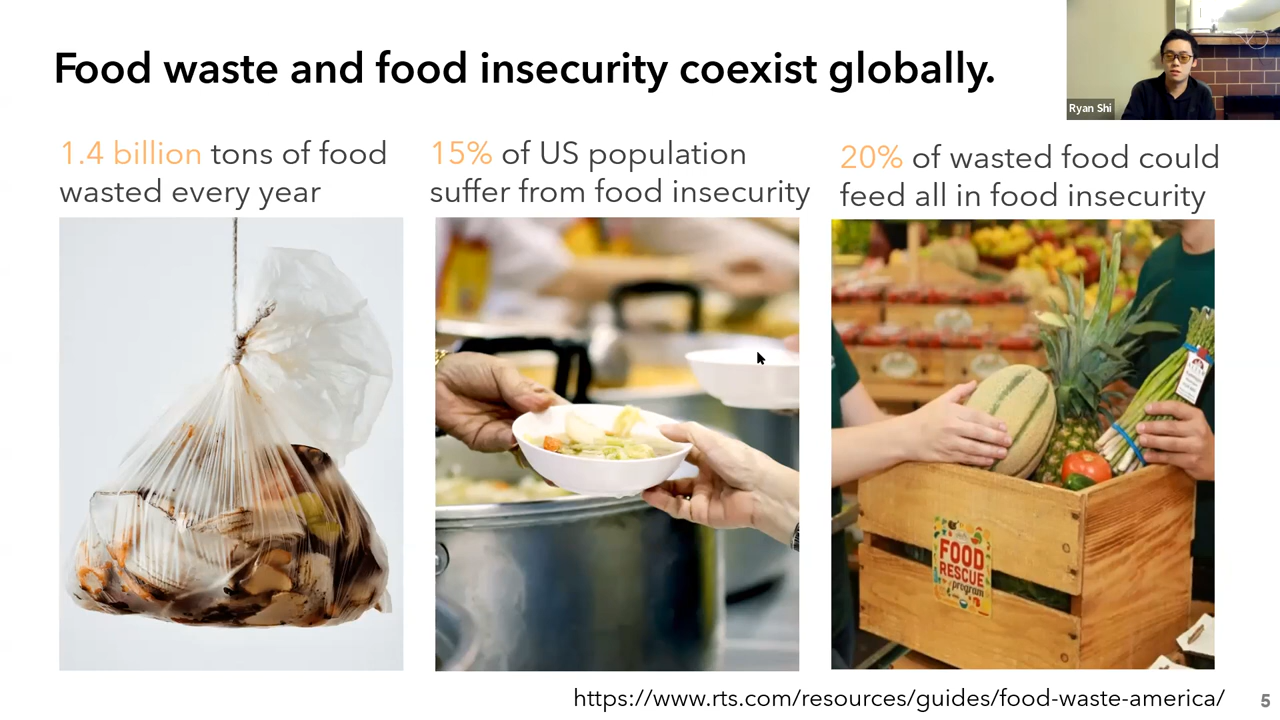 Food waste and food insecurity coexist globally.
Ryan Shi
1.4 billion tons of food
wasted every year
15% of US population
suffer from food insecurity
20% of wasted food could
feed all in food insecurity
FOOD
RESCUE
program
https://www.rts.com/resources/guides/food-waste-america/
5